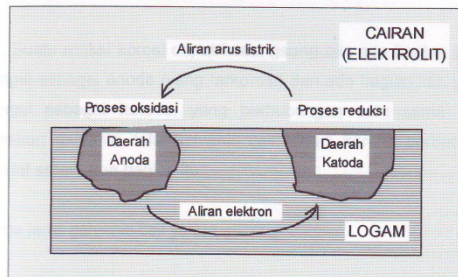 CAIRAN
(ELEKTROLIT)
Aliran arus listrik
Proses oksidasi
Proses reduksi
Daerah
Anoda
Daerah
Katoda
Aliran elektron
LOGAM